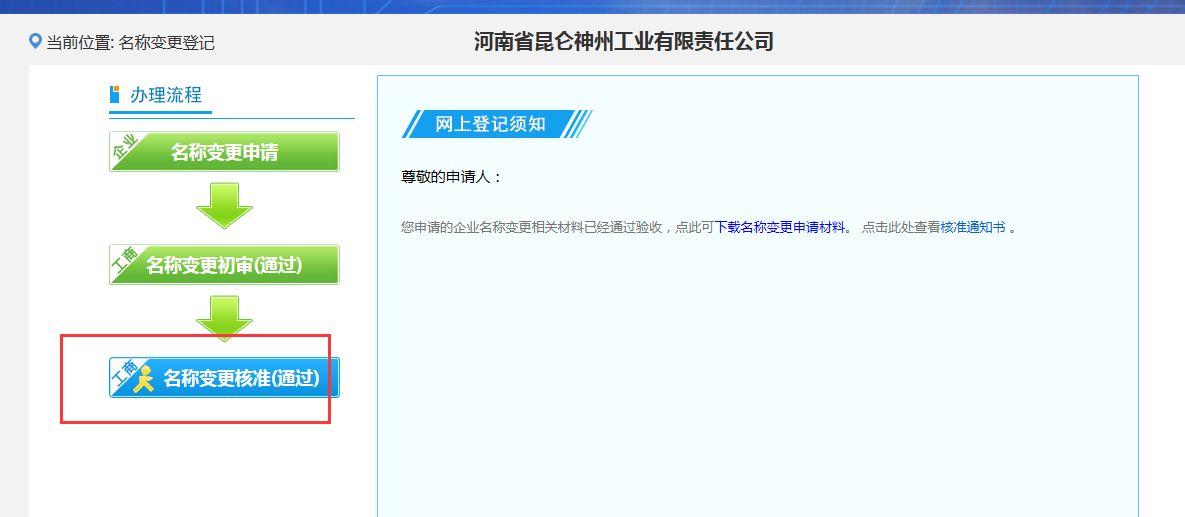 当前位置: 名称变更登记
河南省昆仑神州工业有限责任公司
办理流程
企业
名称变更申请
工商
名称变更初审(通过)
工商
名称变更核准(通过)
网上登记须知
尊敬的申请人：
您申请的企业名称变更相关材料已经通过验收，点此可下载名称变更申请材料。 点击此处查看核准通知书 。